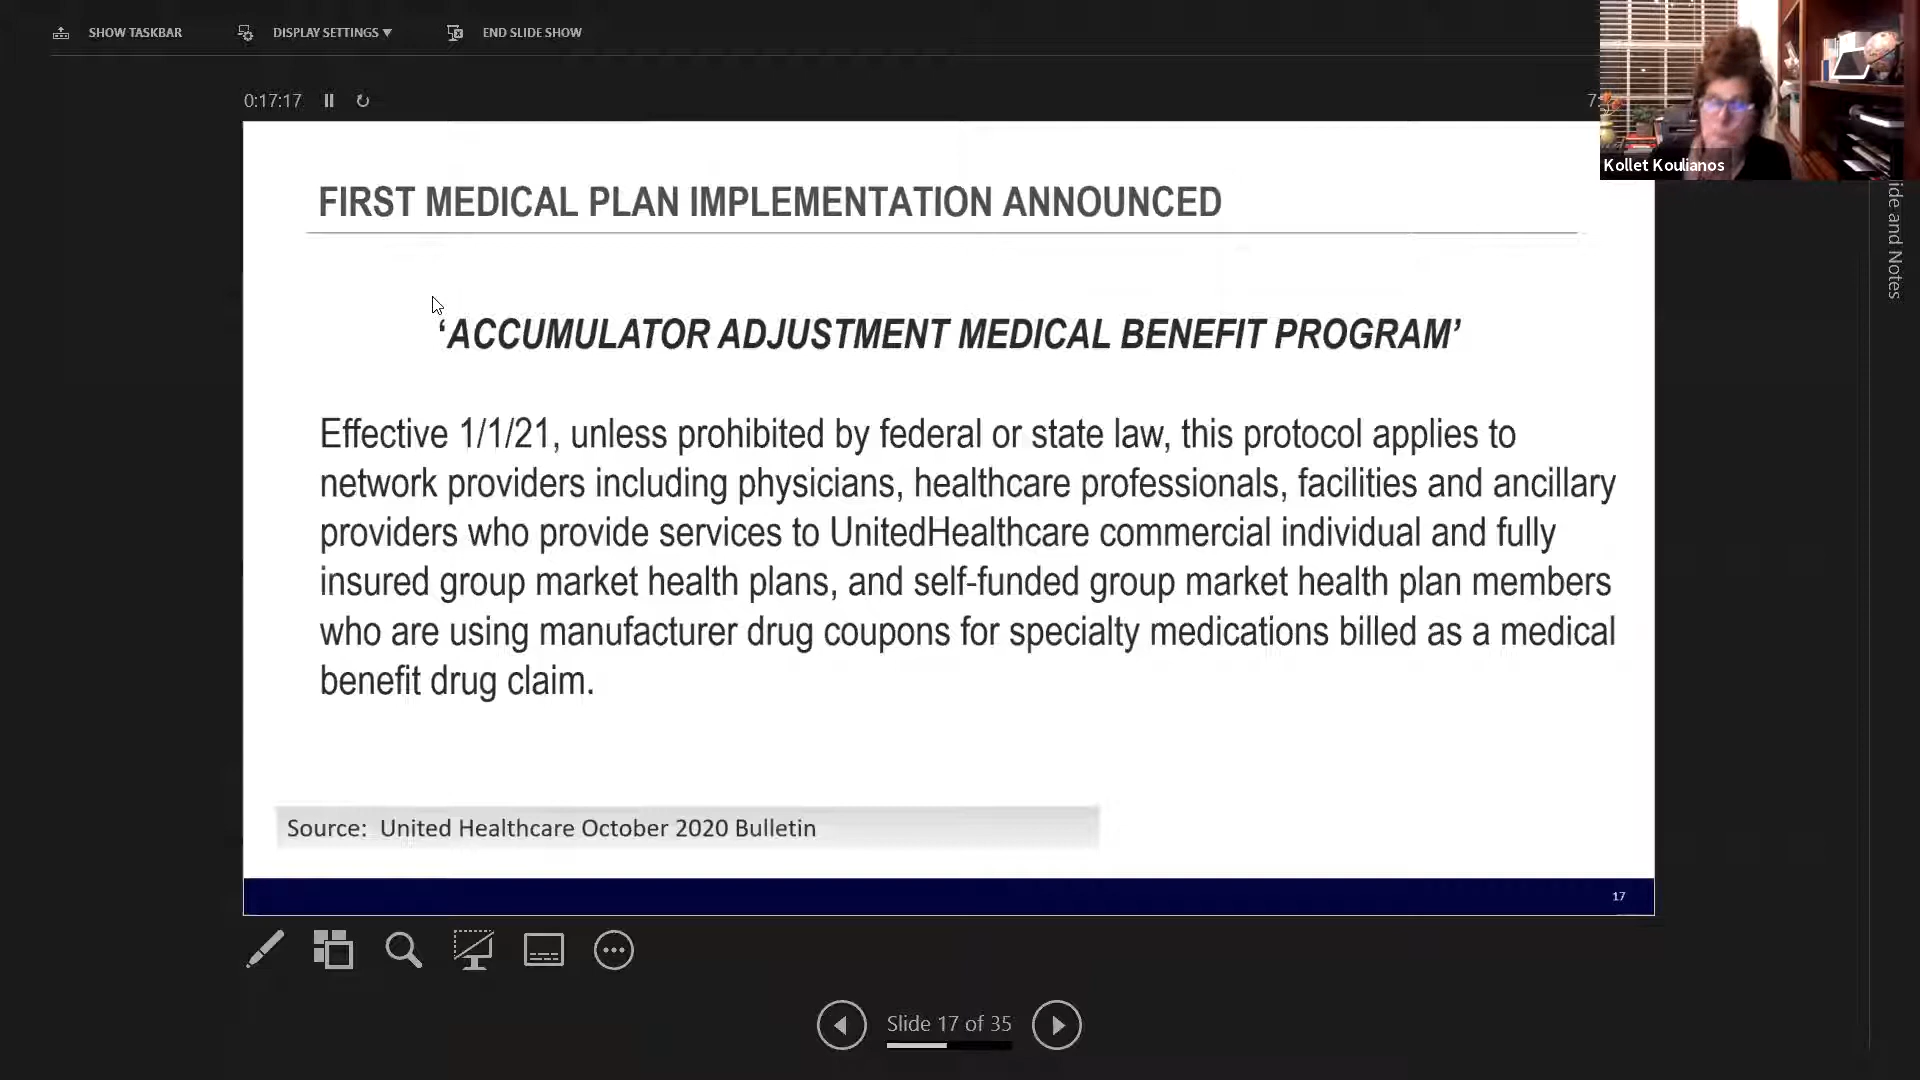 SHOW TASKBAR
DISPLAY SETTINGS ▼
END SLIDE SHOW
0:17:17
Kollet Koulianos
FIRST MEDICAL PLAN IMPLEMENTATION ANNOUNCED
‘ACCUMULATOR ADJUSTMENT MEDICAL BENEFIT PROGRAM’
Effective 1/1/21, unless prohibited by federal or state law, this protocol applies to
network providers including physicians, healthcare professionals, facilities and ancillary
providers who provide services to UnitedHealthcare commercial individual and fully
insured group market health plans, and self-funded group market health plan members
who are using manufacturer drug coupons for specialty medications billed as a medical
benefit drug claim.
Source: United Healthcare October 2020 Bulletin
17
Slide 17 of 35
and Notes